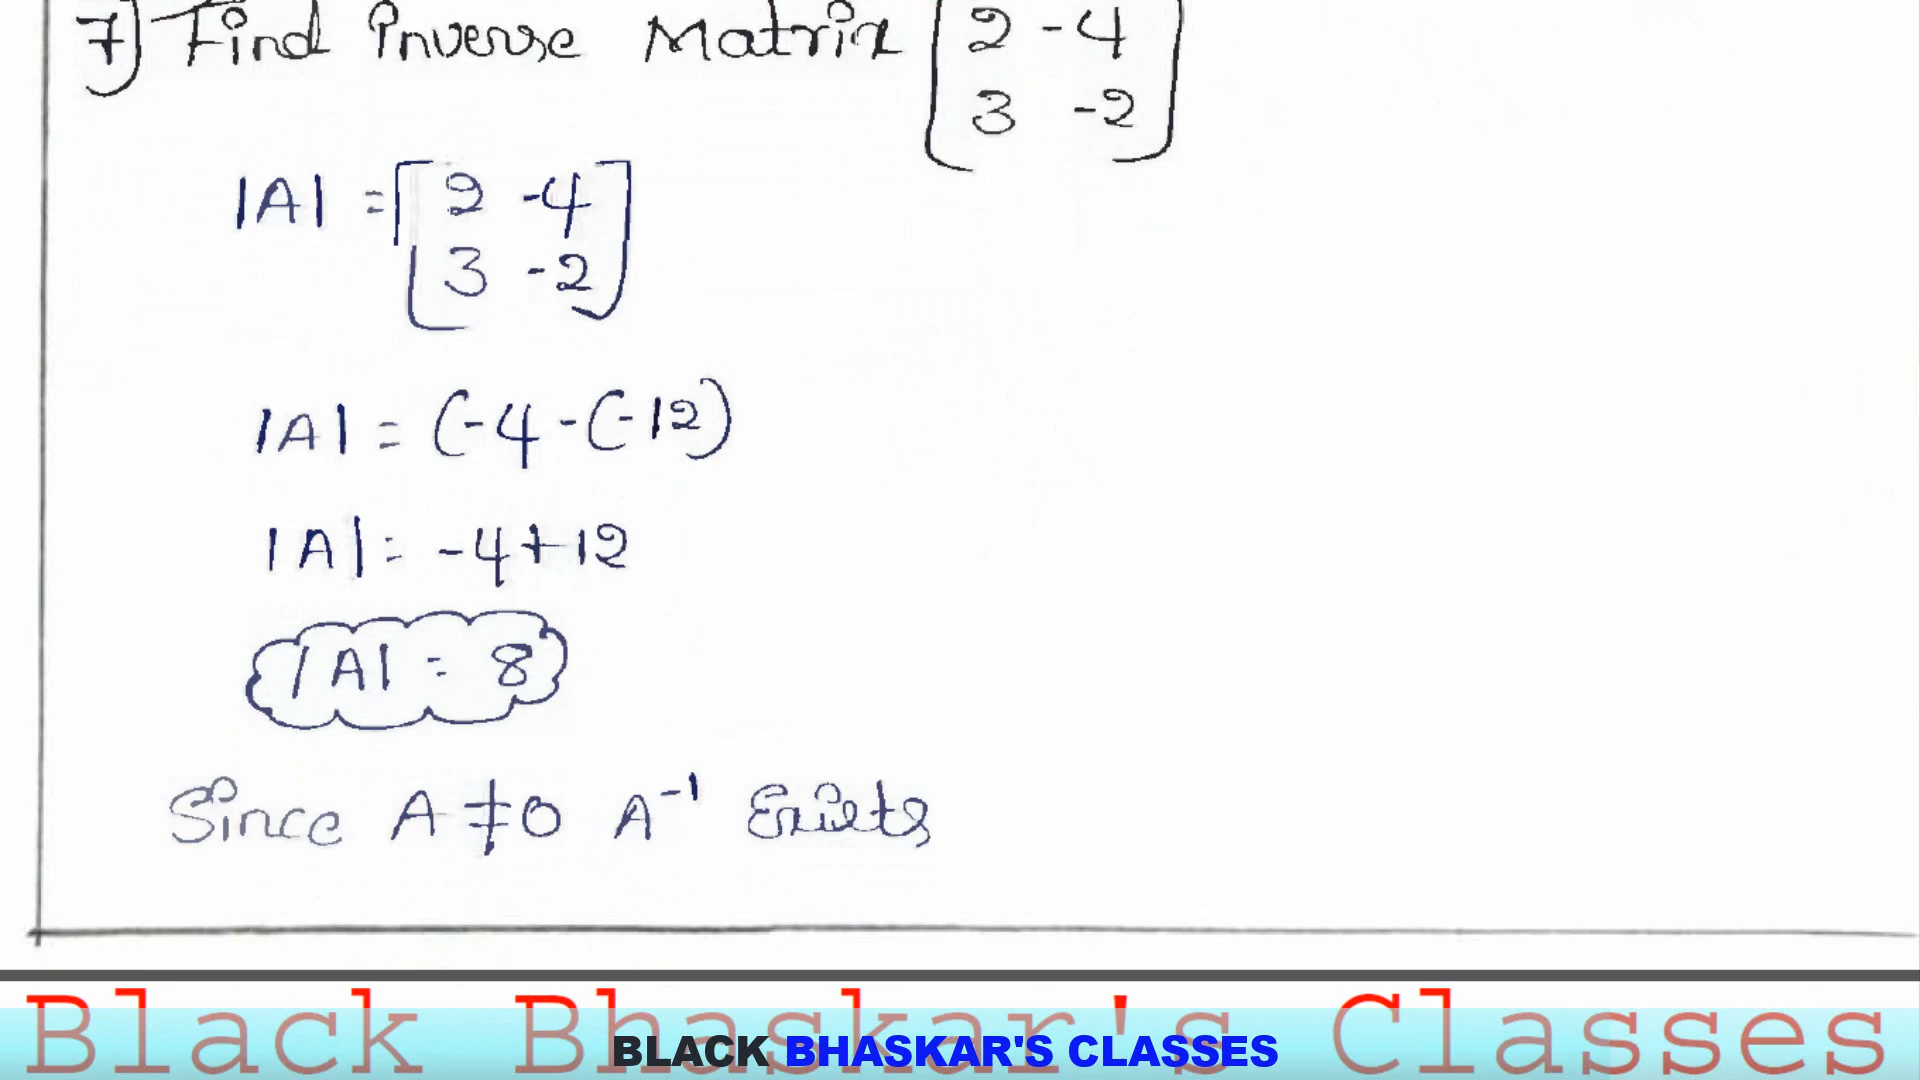 7) Find inverse Matrix [2 -4
3 -2]
|A| = [2 -4
3 -2]
|A| = (-4 -(-12)
|A| = -4+12
|A| = 8
Since A ≠ 0 A⁻¹ Exists
Black Bhaskar's Classes
BLACK BHASKAR'S CLASSES